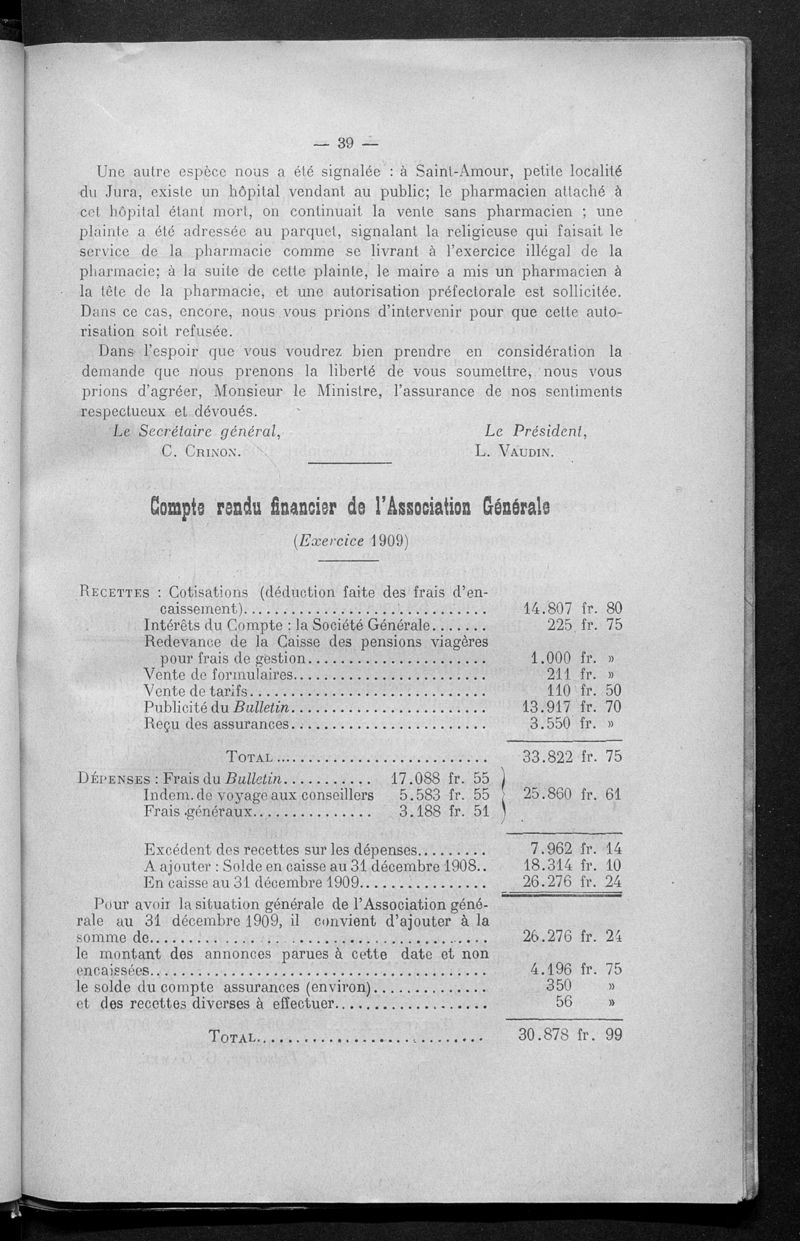 — 39 —
Une autre espèce nous a été signalée : à Saint-Amour, petite localité
du Jura, existe un hôpital vendant au public; le pharmacien attaché à
cet hôpital étant mort, on continuait la vente sans pharmacien ; une
plainte a été adressée au parquet, signalant la religieuse qui faisait le
service de la pharmacie comme se livrant à l'exercice illégal de la
pharmacie; à la suite de cette plainte, le maire a mis un pharmacien à
la tête de la pharmacie, et une autorisation préfectorale est sollicitée.
Dans ce cas, encore, nous vous prions d'intervenir pour que cette auto-
risation soit refusée.
Dans l'espoir que vous voudrez bien prendre en considération la
demande que nous prenons la liberté de vous soumettre, nous vous
prions d'agréer, Monsieur le Ministre, l'assurance de nos sentiments
respectueux et dévoués.
Le Secrétaire général, Le Président,
C. CRINON. L. VAUDIN.
Compte rendu financier de l'Association Générale
(Exercice 1909)
RECETTES : Cotisations (déduction faite des frais d'en-
caissement).............................. 14.807 fr. 80
Intérêts du Compte : la Société Générale....... 225 fr. 75
Redevance de la Caisse des pensions viagères
pour frais de gestion....................... 1.000 fr. »
Vente de formulaires......................... 211 fr. »
Vente de tarifs............................... 110 fr. 50
Publicité du Bulletin......................... 13.917 fr. 70
Reçu des assurances......................... 3.550 fr. »
TOTAL............................ 33.822 fr. 75
DÉPENSES : Frais du Bulletin........... 17.088 fr. 55
Indem. de voyage aux conseillers 5.583 fr. 55 25.860 fr. 61
Frais généraux............... 3.188 fr. 51
Excédent des recettes sur les dépenses......... 7.962 fr. 14
A ajouter : Solde en caisse au 31 décembre 1908.. 18.314 fr. 10
En caisse au 31 décembre 1909................ 26.276 fr. 24
Pour avoir la situation générale de l'Association géné-
rale au 31 décembre 1909, il convient d'ajouter à la
somme de........................................... 26.276 fr. 24
le montant des annonces parues à cette date et non
encaissées.......................................... 4.196 fr. 75
le solde du compte assurances (environ).............. 350 »
et des recettes diverses à effectuer................... 56 »
TOTAL............................. 30.878 fr. 99